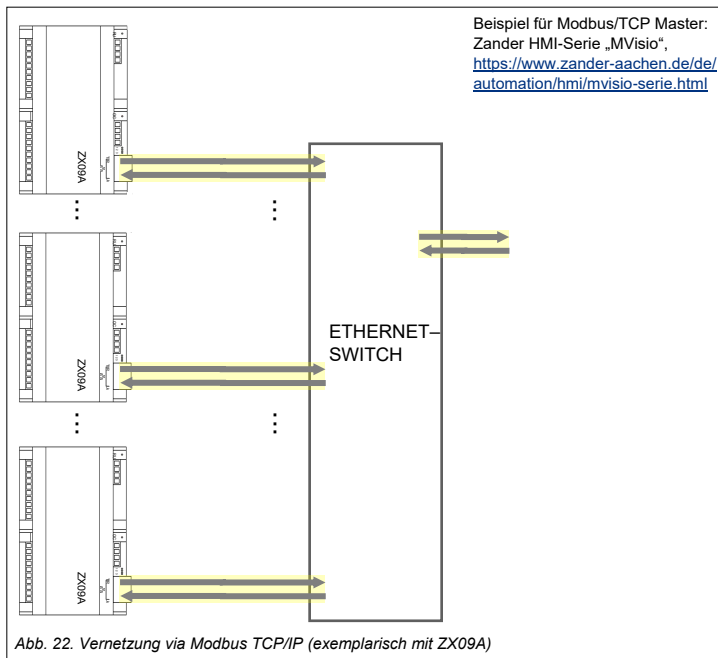 Beispiel für Modbus/TCP Master:
Zander HMI-Serie „MVisio“,
https://www.zander-aachen.de/de/
automation/hmi/mvisio-serie.html
ZX09A
ZX09A
ETHERNET–
SWITCH
ZX09A
Abb. 22. Vernetzung via Modbus TCP/IP (exemplarisch mit ZX09A)